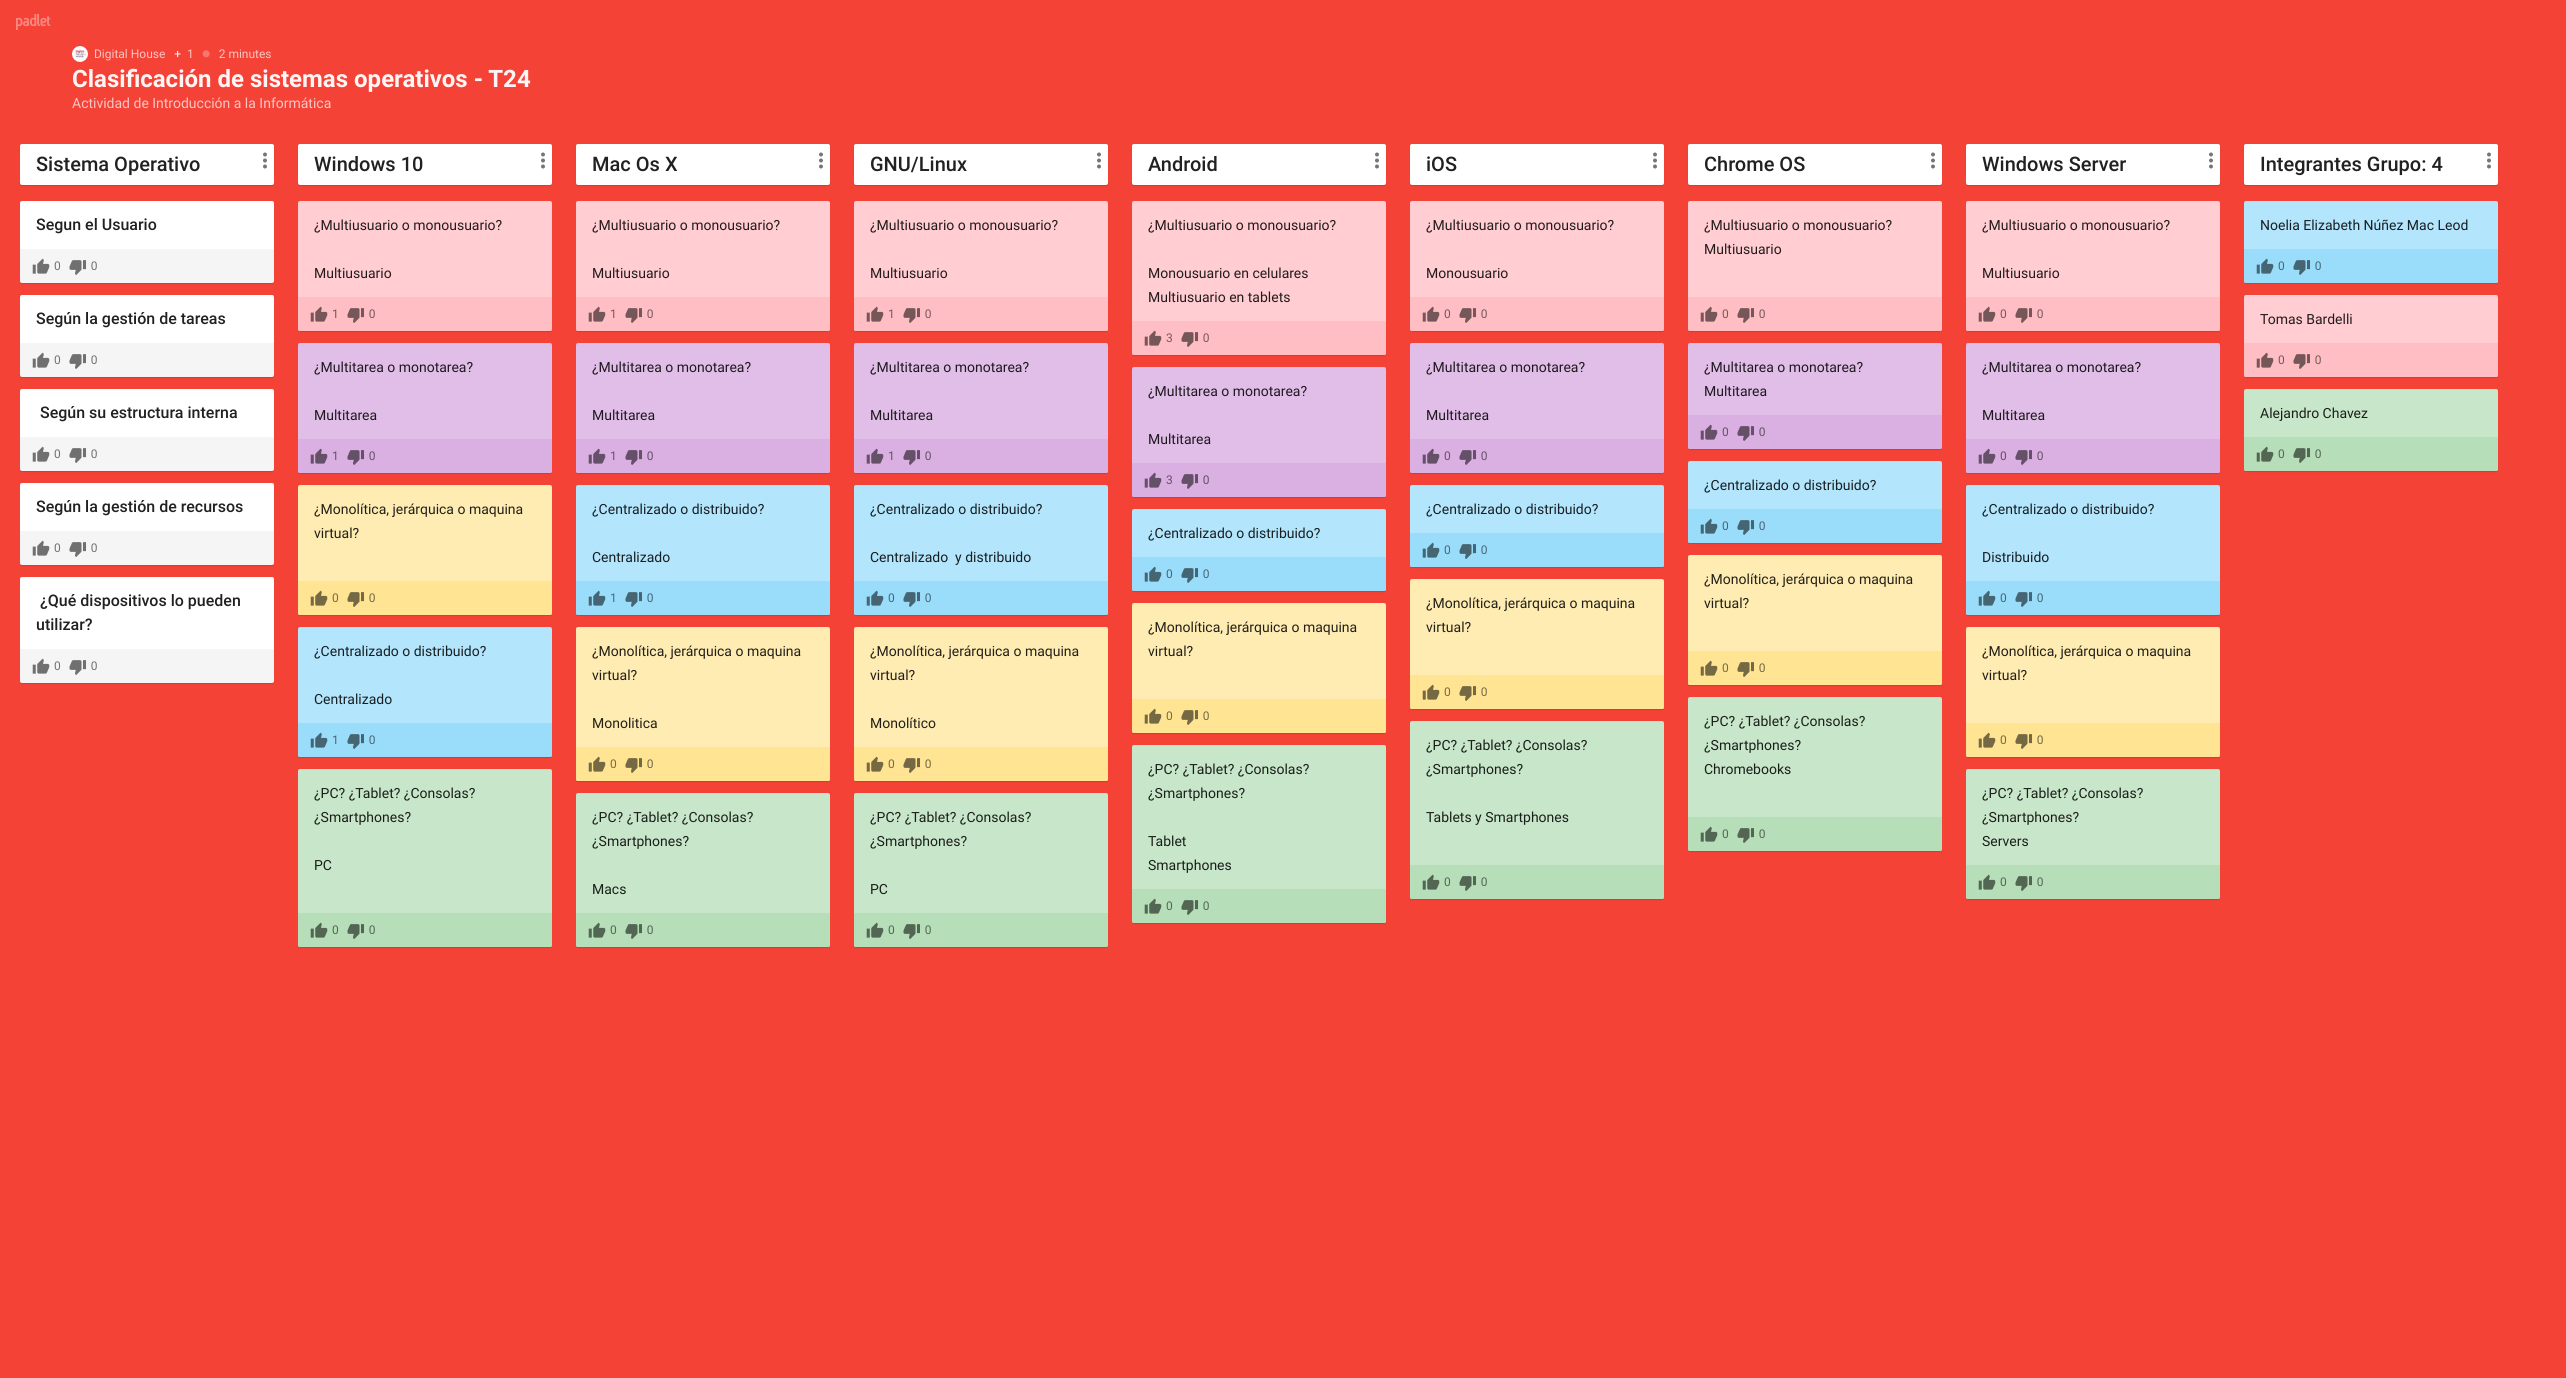 padlet
Digital House + 1 • 2 minutes
Clasificación de sistemas operativos - T24
Actividad de Introducción a la Informática
Sistema Operativo
Segun el Usuario
0 0
Según la gestión de tareas
0 0
Según su estructura interna
0 0
Según la gestión de recursos
0 0
¿Qué dispositivos lo pueden
utilizar?
0 0
Windows 10
¿Multiusuario o monousuario?
Multiusuario
1 0
¿Multitarea o monotarea?
Multitarea
1 0
¿Monolítica, jerárquica o maquina
virtual?
0 0
¿Centralizado o distribuido?
Centralizado
1 0
¿PC? ¿Tablet? ¿Consolas?
¿Smartphones?
PC
0 0
Mac Os X
¿Multiusuario o monousuario?
Multiusuario
1 0
¿Multitarea o monotarea?
Multitarea
1 0
¿Centralizado o distribuido?
Centralizado
1 0
¿Monolítica, jerárquica o maquina
virtual?
Monolitica
0 0
¿PC? ¿Tablet? ¿Consolas?
¿Smartphones?
Macs
0 0
GNU/Linux
¿Multiusuario o monousuario?
Multiusuario
1 0
¿Multitarea o monotarea?
Multitarea
1 0
¿Centralizado o distribuido?
Centralizado y distribuido
0 0
¿Monolítica, jerárquica o maquina
virtual?
Monolítico
0 0
¿PC? ¿Tablet? ¿Consolas?
¿Smartphones?
PC
0 0
Android
¿Multiusuario o monousuario?
Monousuario en celulares
Multiusuario en tablets
3 0
¿Multitarea o monotarea?
Multitarea
3 0
¿Centralizado o distribuido?
0 0
¿Monolítica, jerárquica o maquina
virtual?
0 0
¿PC? ¿Tablet? ¿Consolas?
¿Smartphones?
Tablet
Smartphones
0 0
iOS
¿Multiusuario o monousuario?
Monousuario
0 0
¿Multitarea o monotarea?
Multitarea
0 0
¿Centralizado o distribuido?
0 0
¿Monolítica, jerárquica o maquina
virtual?
0 0
¿PC? ¿Tablet? ¿Consolas?
¿Smartphones?
Tablets y Smartphones
0 0
Chrome OS
¿Multiusuario o monousuario?
Multiusuario
0 0
¿Multitarea o monotarea?
Multitarea
0 0
¿Centralizado o distribuido?
0 0
¿Monolítica, jerárquica o maquina
virtual?
0 0
¿PC? ¿Tablet? ¿Consolas?
¿Smartphones?
Chromebooks
0 0
Windows Server
¿Multiusuario o monousuario?
Multiusuario
0 0
¿Multitarea o monotarea?
Multitarea
0 0
¿Centralizado o distribuido?
Distribuido
0 0
¿Monolítica, jerárquica o maquina
virtual?
0 0
¿PC? ¿Tablet? ¿Consolas?
¿Smartphones?
Servers
0 0
Integrantes Grupo: 4
Noelia Elizabeth Núñez Mac Leod
0 0
Tomas Bardelli
0 0
Alejandro Chavez
0 0